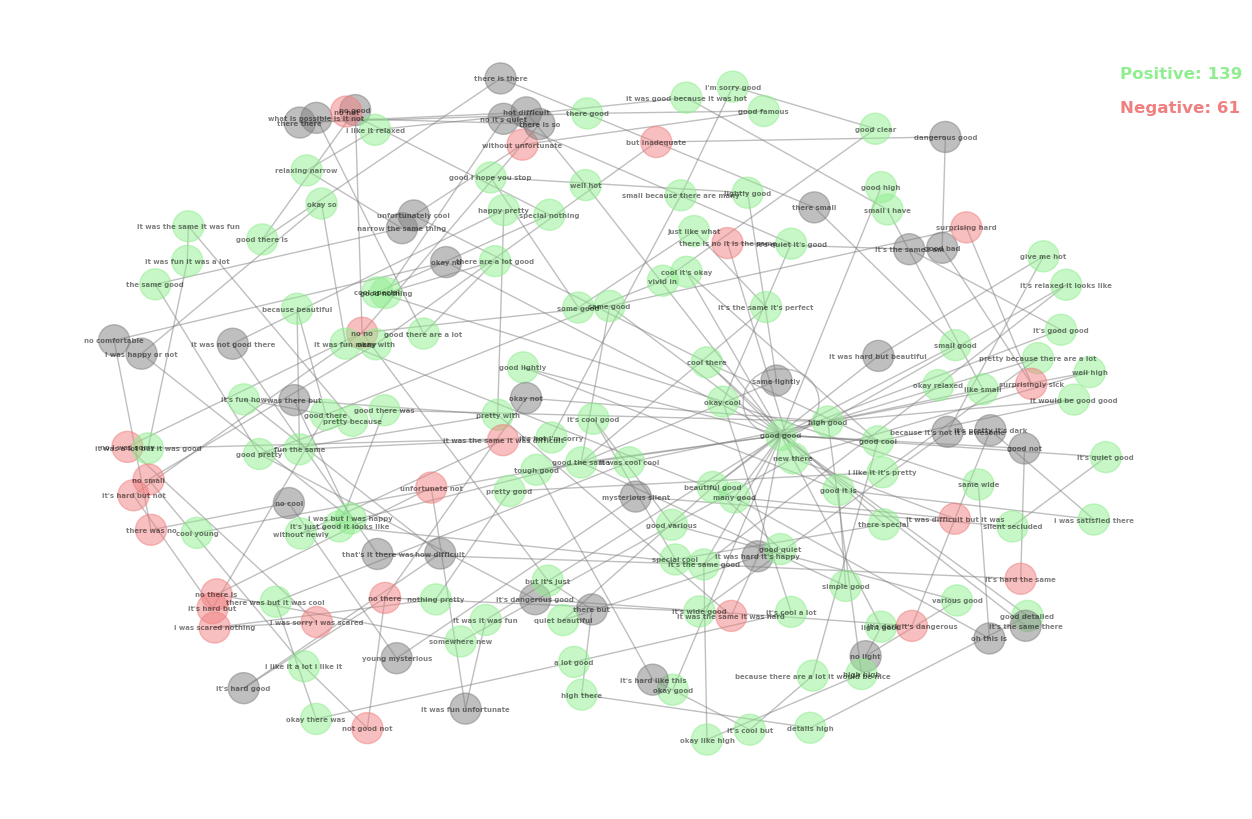 Positive: 139
Negative: 61
there is there
I'm sorry good
it was good because it was hot
good famous
no good
no not
what is possible is it not
there there
i like it relaxed
hot difficult
no it's quiet
there is so
there good
without unfortunate
but inadequate
good clear
dangerous good
relaxing narrow
good I hope you stop
well hot
small because there are many
lightly good
good high
okay so
happy pretty
special nothing
unfortunately cool
narrow the same thing
there small
small I have
it was the same it was fun
good there is
just like what
there is no it is the same
it's quiet it's good
good bad
surprising hard
it was fun it was a lot
okay no
there are a lot good
cool it's okay
vivid in
give me hot
the same good
cool special
good nothing
it's relaxed it looks like
because beautiful
some good
same good
it's the same it's perfect
no comfortable
no no
good there are a lot
it's good good
I was happy or not
it was not good there
okay with
it was hard but beautiful
small good
pretty because there are a lot
good lightly
cool there
same lightly
well high
surprisingly sick
okay relaxed
like small
it's fun how
was there but
okay not
okay cool
it would be good good
good there was
good there
pretty because
pretty with
it's cool good
high good
good good
because it's not it's awesome
it's pretty it's dark
it was a lot but it was good
good pretty
fun the same
good cool
good not
new there
good the same
it was cool cool
it's quiet good
no small
tough good
I like it it's pretty
it's hard but not
unfortunate not
pretty good
mysterious silent
beautiful good
many good
good it is
same wide
no cool
there was no
cool young
I was but I was happy
it's just good it looks like
without newly
good various
there special
it was difficult but it was
silent secluded
I was satisfied there
that's it there was how difficult
good quiet
it was hard it's happy
special cool
it's the same good
it's hard the same
but it's just
simple good
no there is
there was but it was cool
it's hard but
no there
nothing pretty
it's dangerous good
there but
various good
I was scared nothing
I was sorry I was scared
it was it was fun
quiet beautiful
it's wide good
it was the same it was hard
it's cool a lot
it's dark it's dangerous
good detailed
it's the same there
somewhere new
oh this is
I like it a lot I like it
young mysterious
a lot good
no light
it's hard good
it's hard like this
okay good
because there are a lot it would be nice
high high
high there
it was fun unfortunate
okay there was
not good not
okay like high
it's cool but
details high